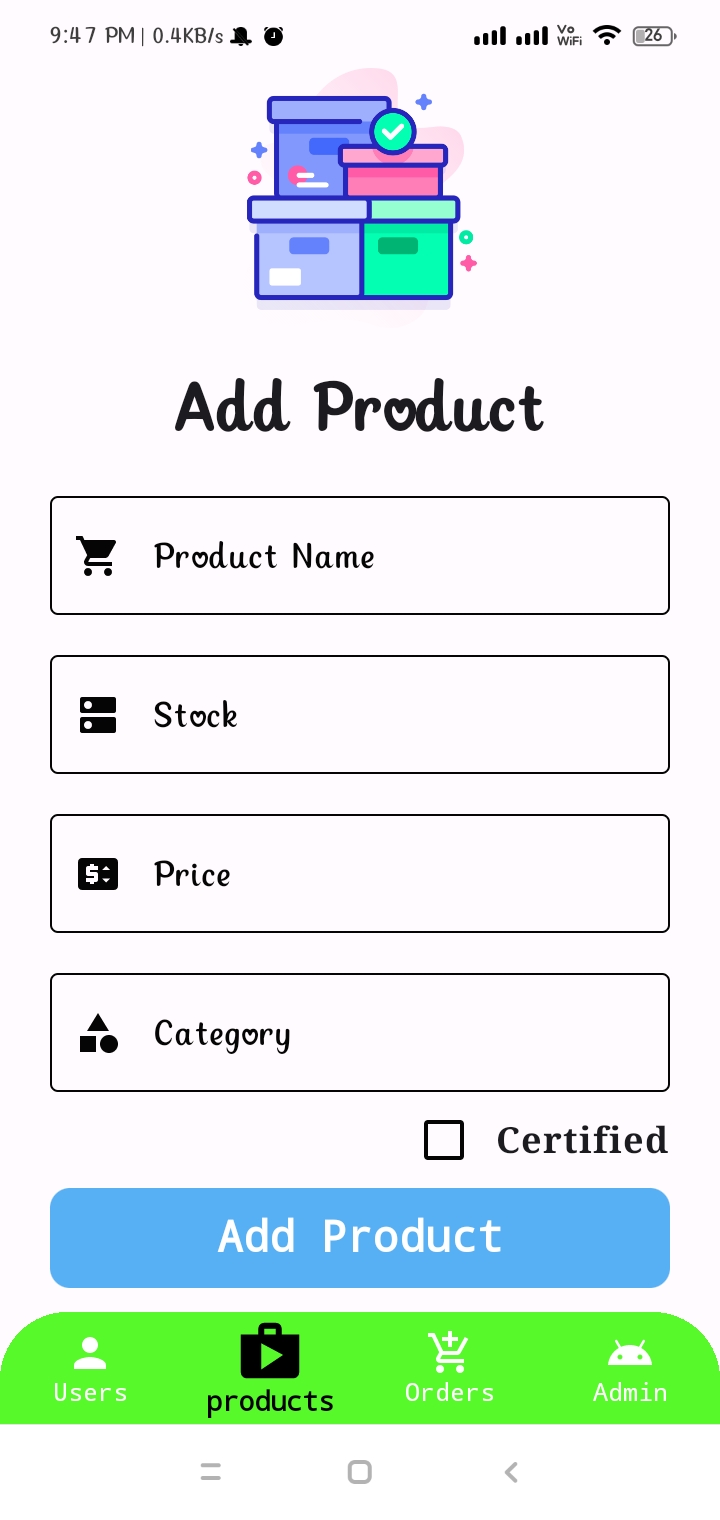 9:47 PM | 0.4KB/s Vo WiFi 26
Add Product
Product Name
Stock
Price
Category
Certified
Add Product
Users products Orders Admin